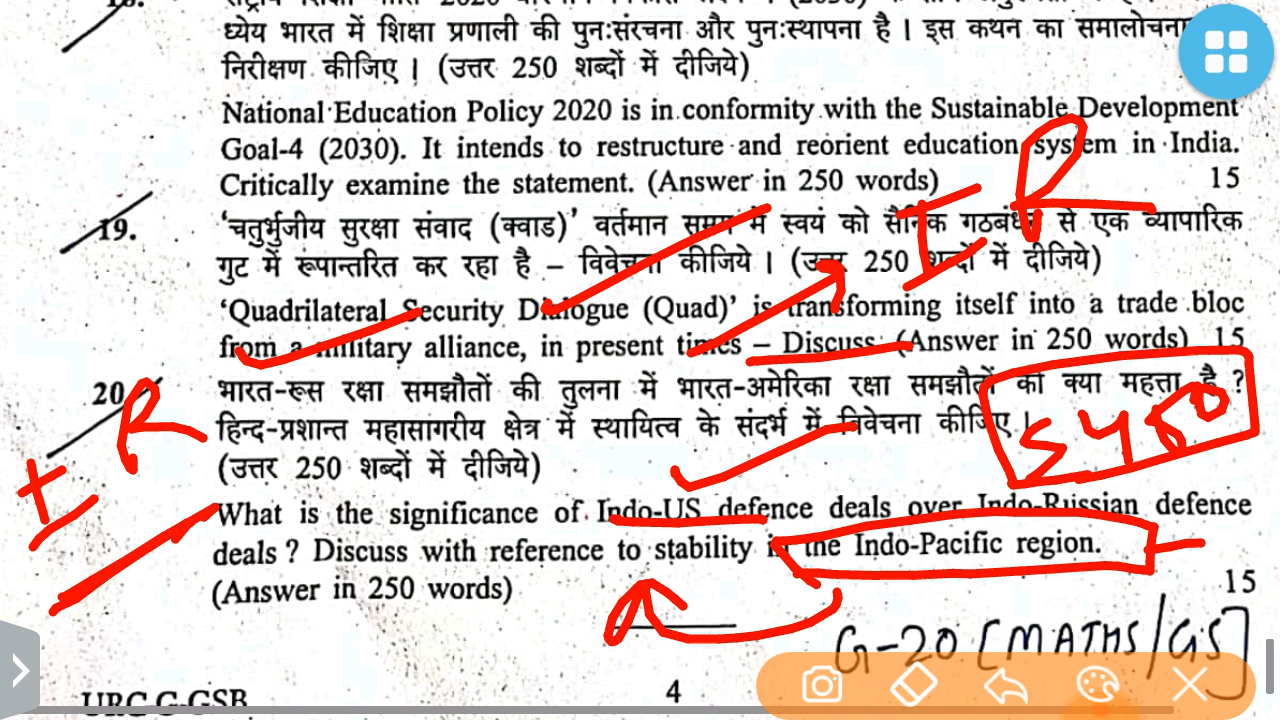 ध्येय भारत में शिक्षा प्रणाली की पुनःसंरचना और पुनःस्थापना है । इस कथन का समालोचना
निरीक्षण कीजिए । (उत्तर 250 शब्दों में दीजिये)
National Education Policy 2020 is in conformity with the Sustainable Development
Goal-4 (2030). It intends to restructure and reorient education system in India.
Critically examine the statement. (Answer in 250 words) 15
19. 'चतुर्भुजीय सुरक्षा संवाद (क्वाड)' वर्तमान समय में स्वयं को सैनिक गठबंधन से एक व्यापारिक
गुट में रूपान्तरित कर रहा है – विवेचना कीजिये । (उत्तर 250 शब्दों में दीजिये)
'Quadrilateral Security Dialogue (Quad)' is transforming itself into a trade bloc
from a military alliance, in present times – Discuss. (Answer in 250 words) 15
IR
20. भारत-रूस रक्षा समझौतों की तुलना में भारत-अमेरिका रक्षा समझौतों की क्या महत्ता है ?
हिन्द-प्रशान्त महासागरीय क्षेत्र में स्थायित्व के संदर्भ में विवेचना कीजिए ।
(उत्तर 250 शब्दों में दीजिये)
What is the significance of Indo-US defence deals over Indo-Russian defence
deals ? Discuss with reference to stability in the Indo-Pacific region.
(Answer in 250 words) 15
IR
G-20 [MATHS/GS]
URC G-GSB 4